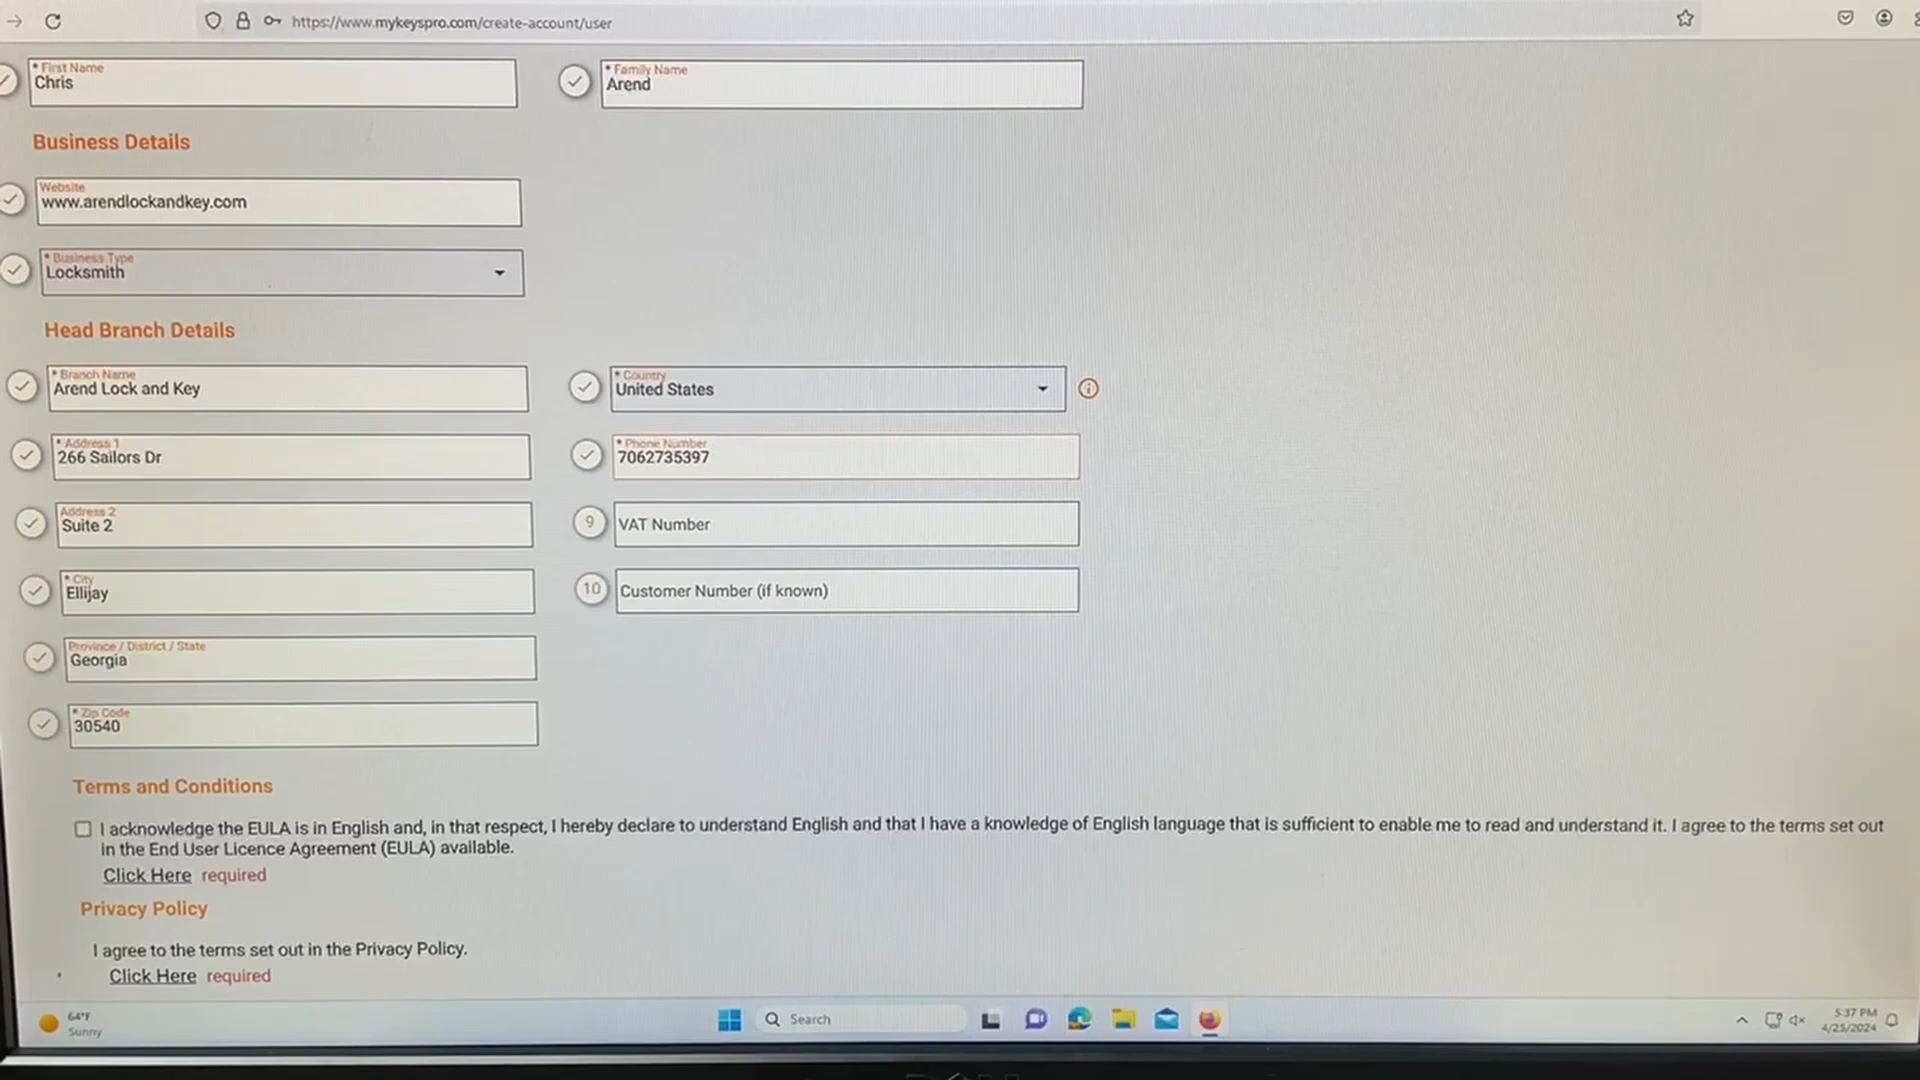 https://www.mykeyspro.com/create-account/user
* First Name
Chris
* Family Name
Arend
Business Details
Website
www.arendlockandkey.com
* Business Type
Locksmith
Head Branch Details
* Branch Name
Arend Lock and Key
* Country
United States
* Address 1
266 Sailors Dr
* Phone Number
7062735397
Address 2
Suite 2
9
VAT Number
* City
Ellijay
10
Customer Number (if known)
Province / District / State
Georgia
* Zip Code
30540
Terms and Conditions
I acknowledge the EULA is in English and, in that respect, I hereby declare to understand English and that I have a knowledge of English language that is sufficient to enable me to read and understand it. I agree to the terms set out
in the End User Licence Agreement (EULA) available.
Click Here required
Privacy Policy
I agree to the terms set out in the Privacy Policy.
Click Here required
64°F
Sunny
Search
5:37 PM
4/25/2024